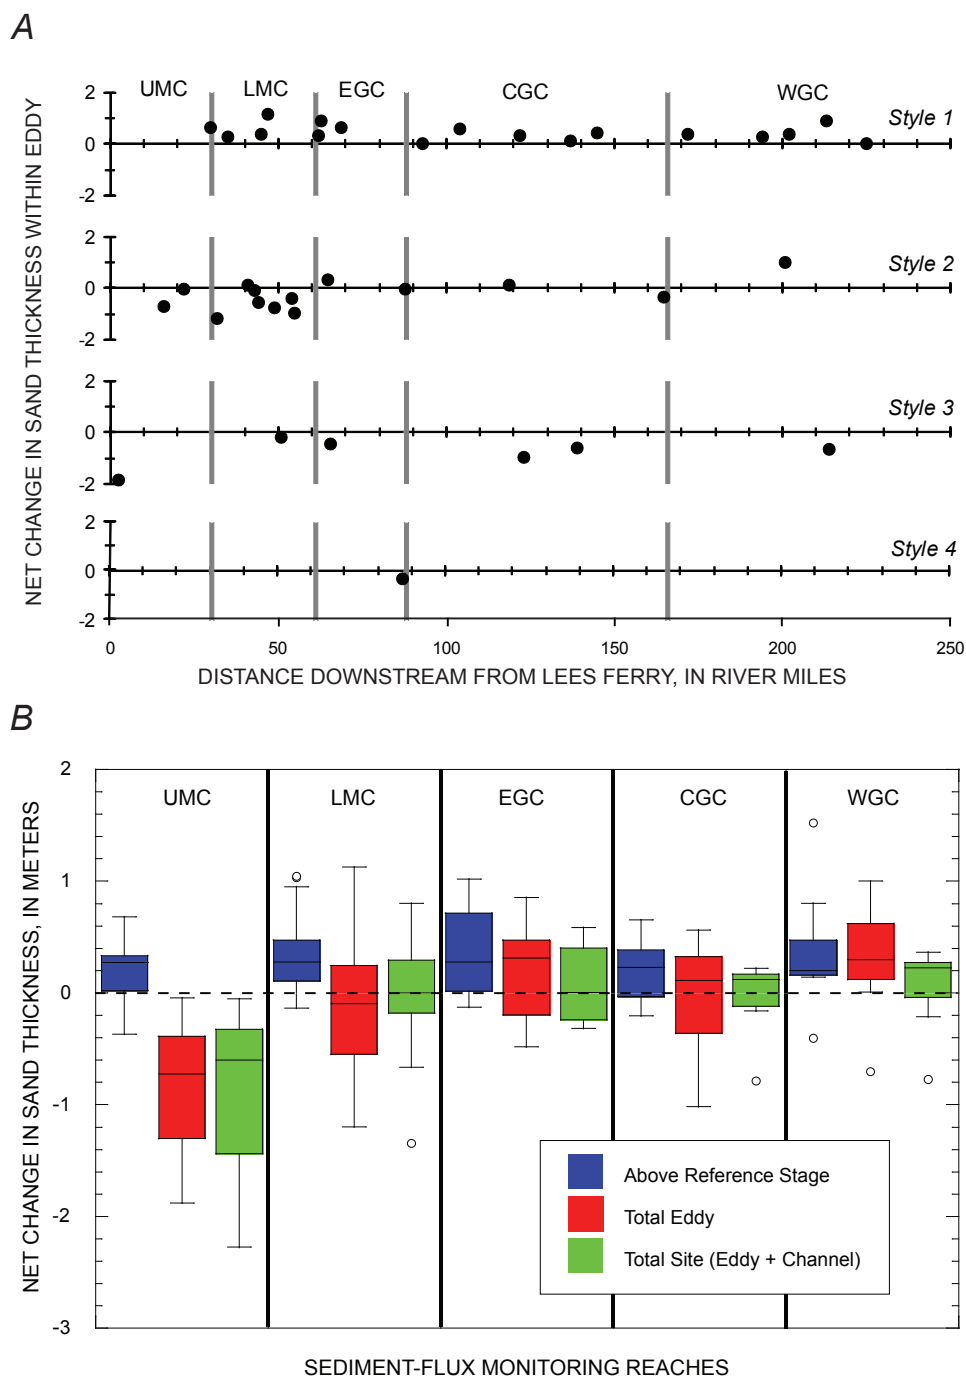 A
NET CHANGE IN SAND THICKNESS WITHIN EDDY
UMC LMC EGC CGC WGC
2
0
-2
Style 1
2
0
-2
Style 2
2
0
-2
Style 3
2
0
-2
Style 4
0 50 100 150 200 250
DISTANCE DOWNSTREAM FROM LEES FERRY, IN RIVER MILES
B
NET CHANGE IN SAND THICKNESS, IN METERS
2
1
0
-1
-2
-3
UMC LMC EGC CGC WGC
Above Reference Stage
Total Eddy
Total Site (Eddy + Channel)
SEDIMENT-FLUX MONITORING REACHES